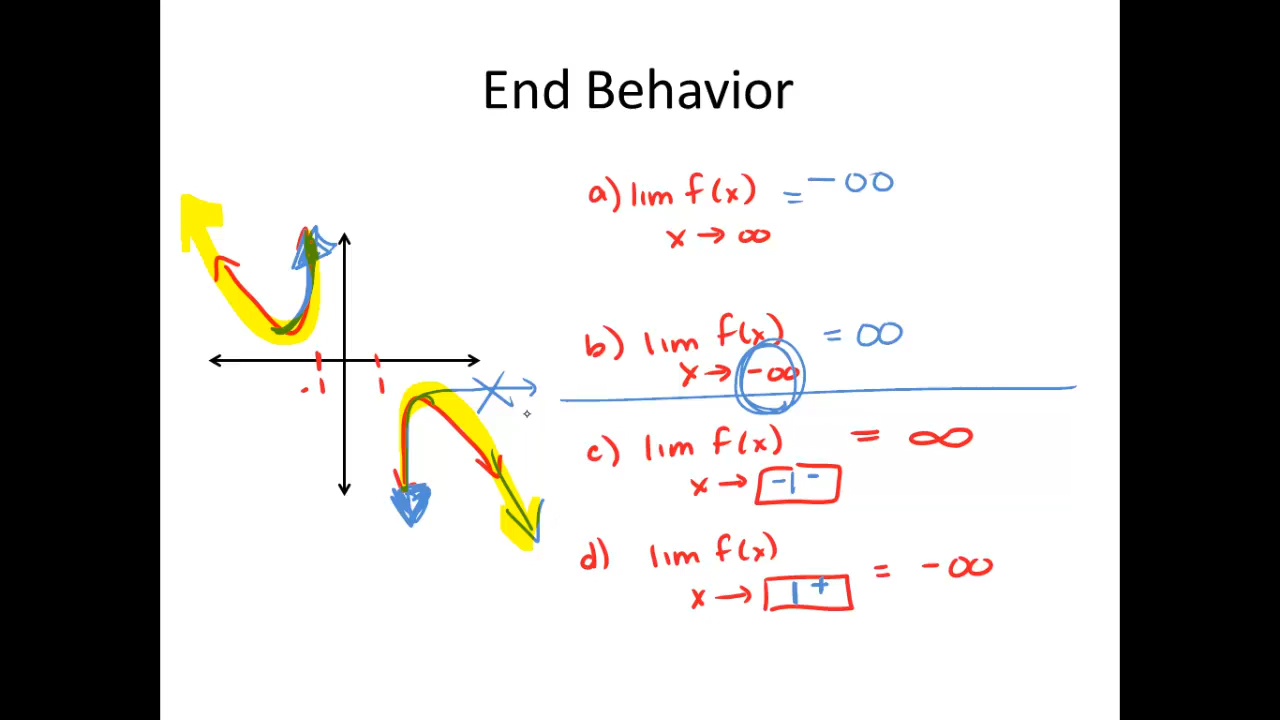 End Behavior
a) lim f(x) = -∞
x → ∞
b) lim f(x) = ∞
x → -∞
-1 1
c) lim f(x) = ∞
x → -1⁻
d) lim f(x) = -∞
x → 1⁺